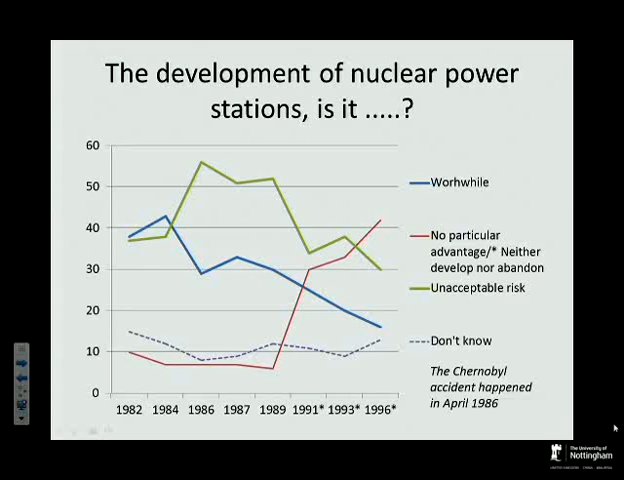 The development of nuclear power
stations, is it .....?
60
50
40
30
20
10
0
1982 1984 1986 1987 1989 1991* 1993* 1996*
Worhwhile
No particular
advantage/* Neither
develop nor abandon
Unacceptable risk
Don't know
The Chernobyl
accident happened
in April 1986
The University of
Nottingham